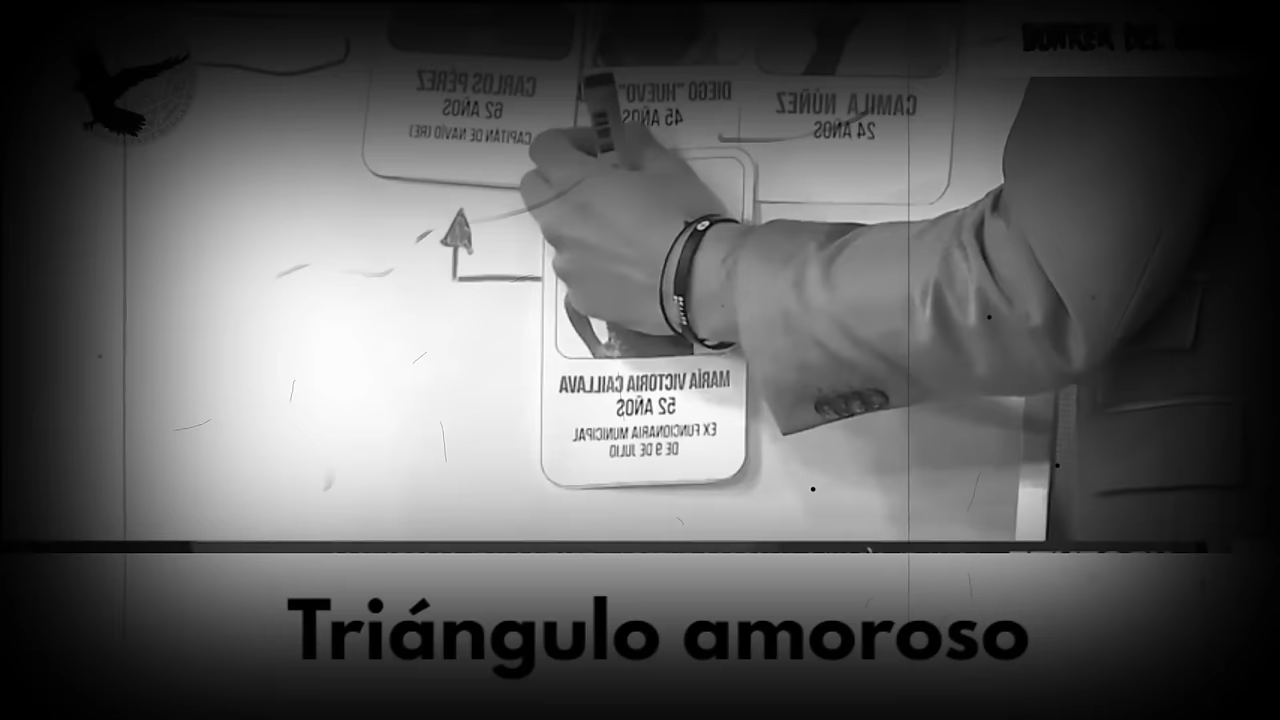 CARLOS PÉREZ
62 AÑOS
CAPITÁN DE NAVÍO (RE)
DIEGO "HUEVO"
45 AÑOS
CAMILA NÚÑEZ
24 AÑOS
MARÍA VICTORIA CAILLAVA
52 AÑOS
EX FUNCIONARIA MUNICIPAL
DE 9 DE JULIO
Triángulo amoroso